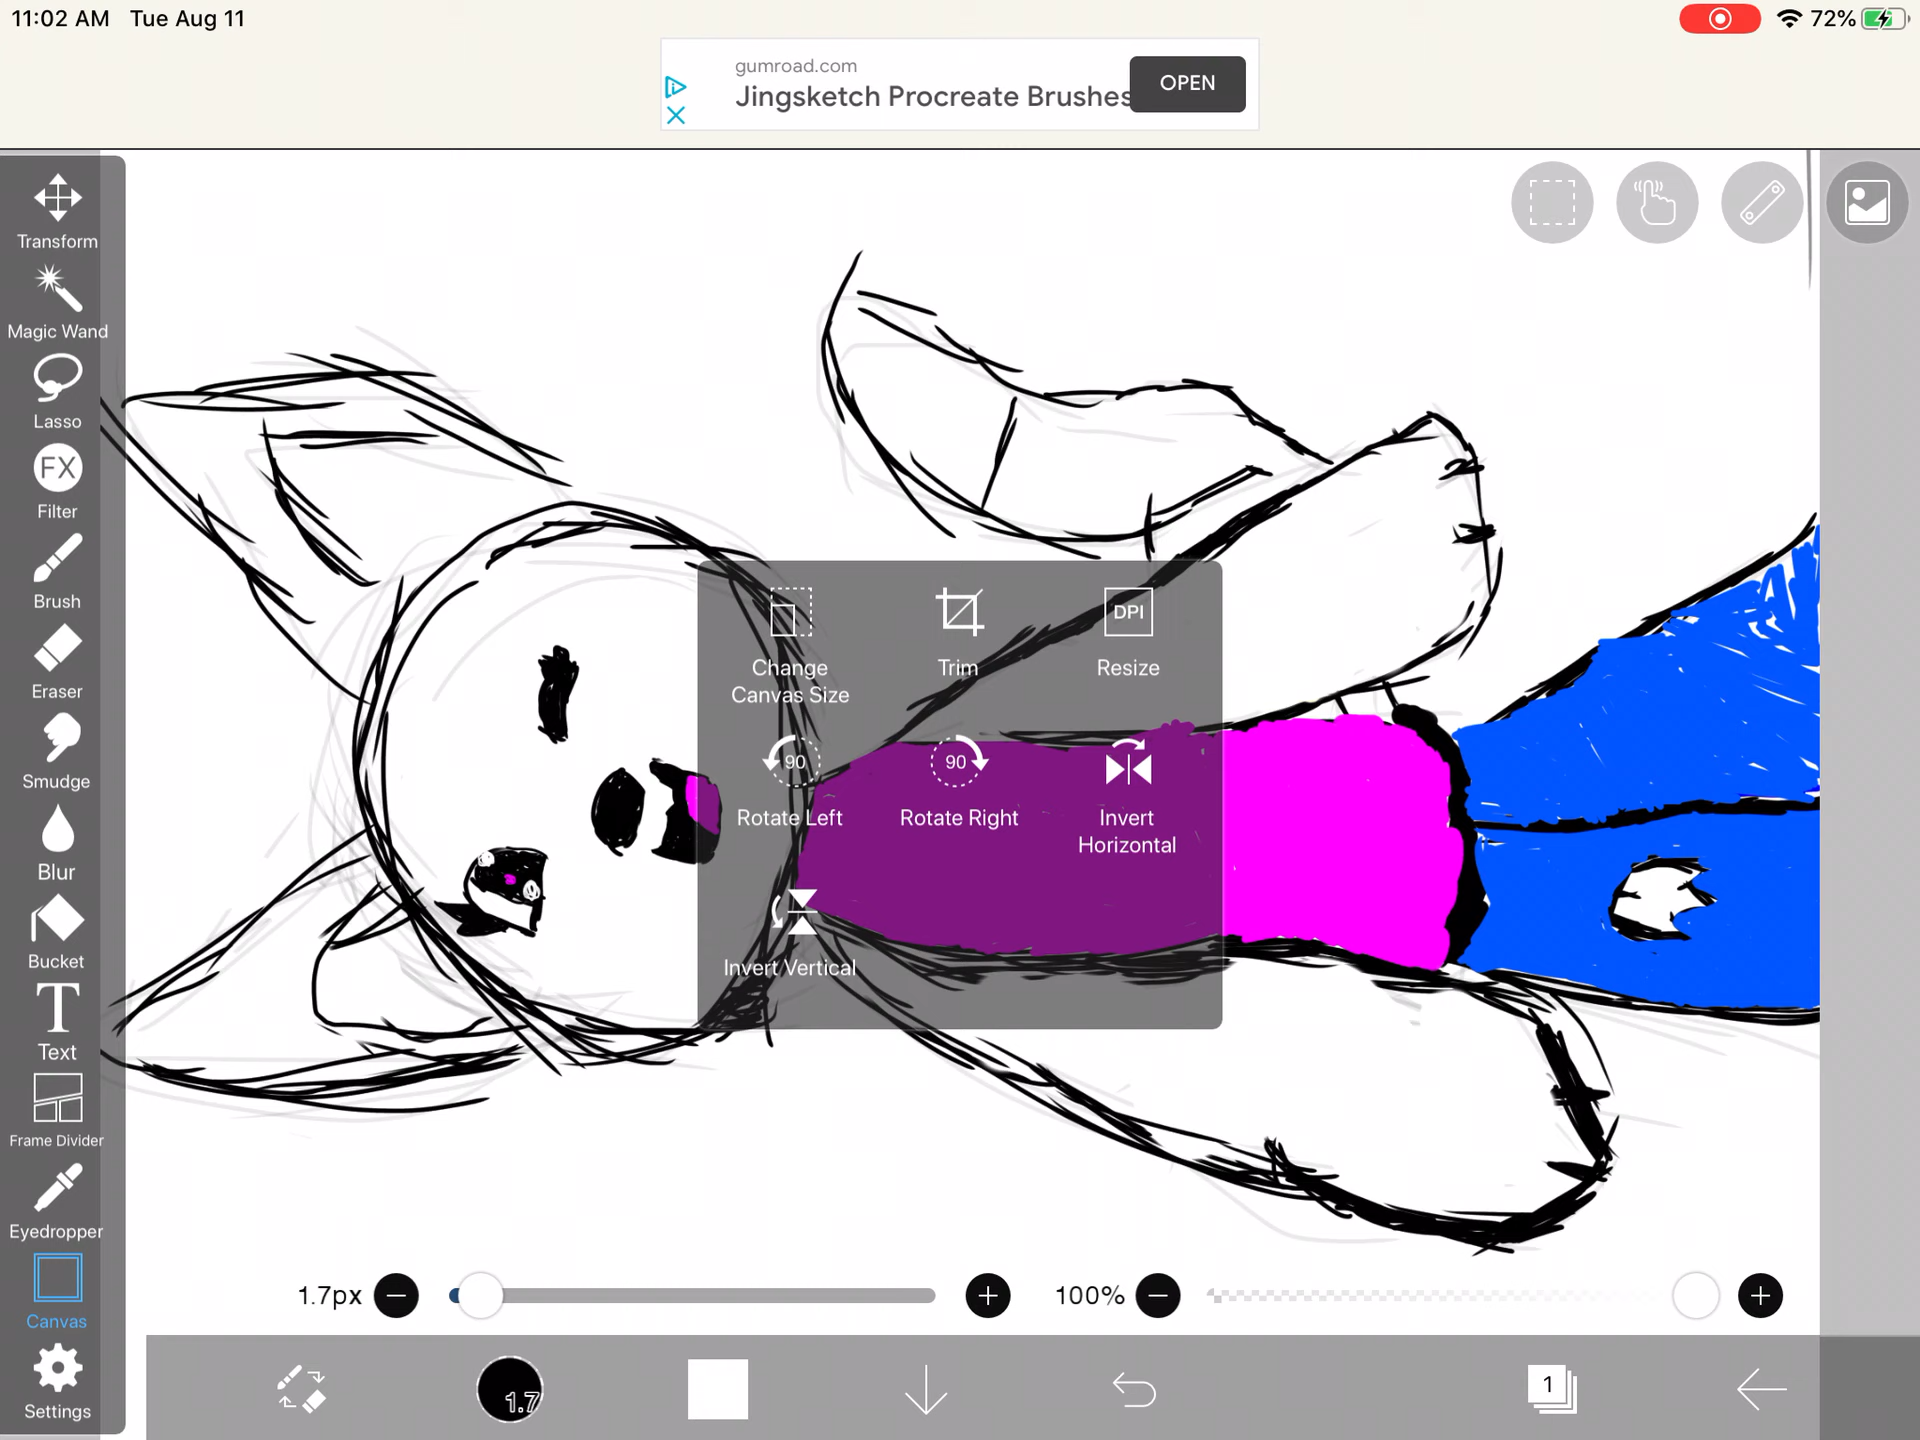 11:02 AM Tue Aug 11
72%
gumroad.com
Jingsketch Procreate Brushes
OPEN
Transform
Magic Wand
Lasso
FX
Filter
Brush
Eraser
Smudge
Blur
Bucket
T
Text
Frame Divider
Eyedropper
Canvas
Settings
Change
Canvas Size
Trim
DPI
Resize
90
Rotate Left
90
Rotate Right
Invert
Horizontal
Invert Vertical
1.7px
100%
1.7
1